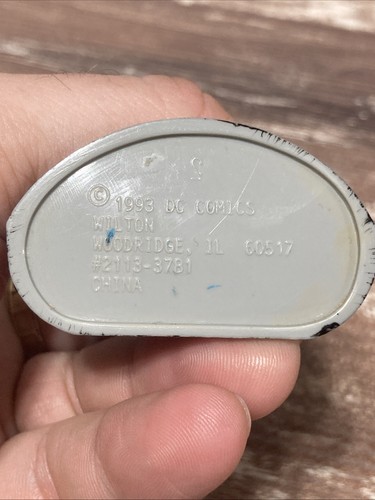 © 1993 DC COMICS
WILTON
WOODRIDGE, IL 60517
#2113-3781
CHINA